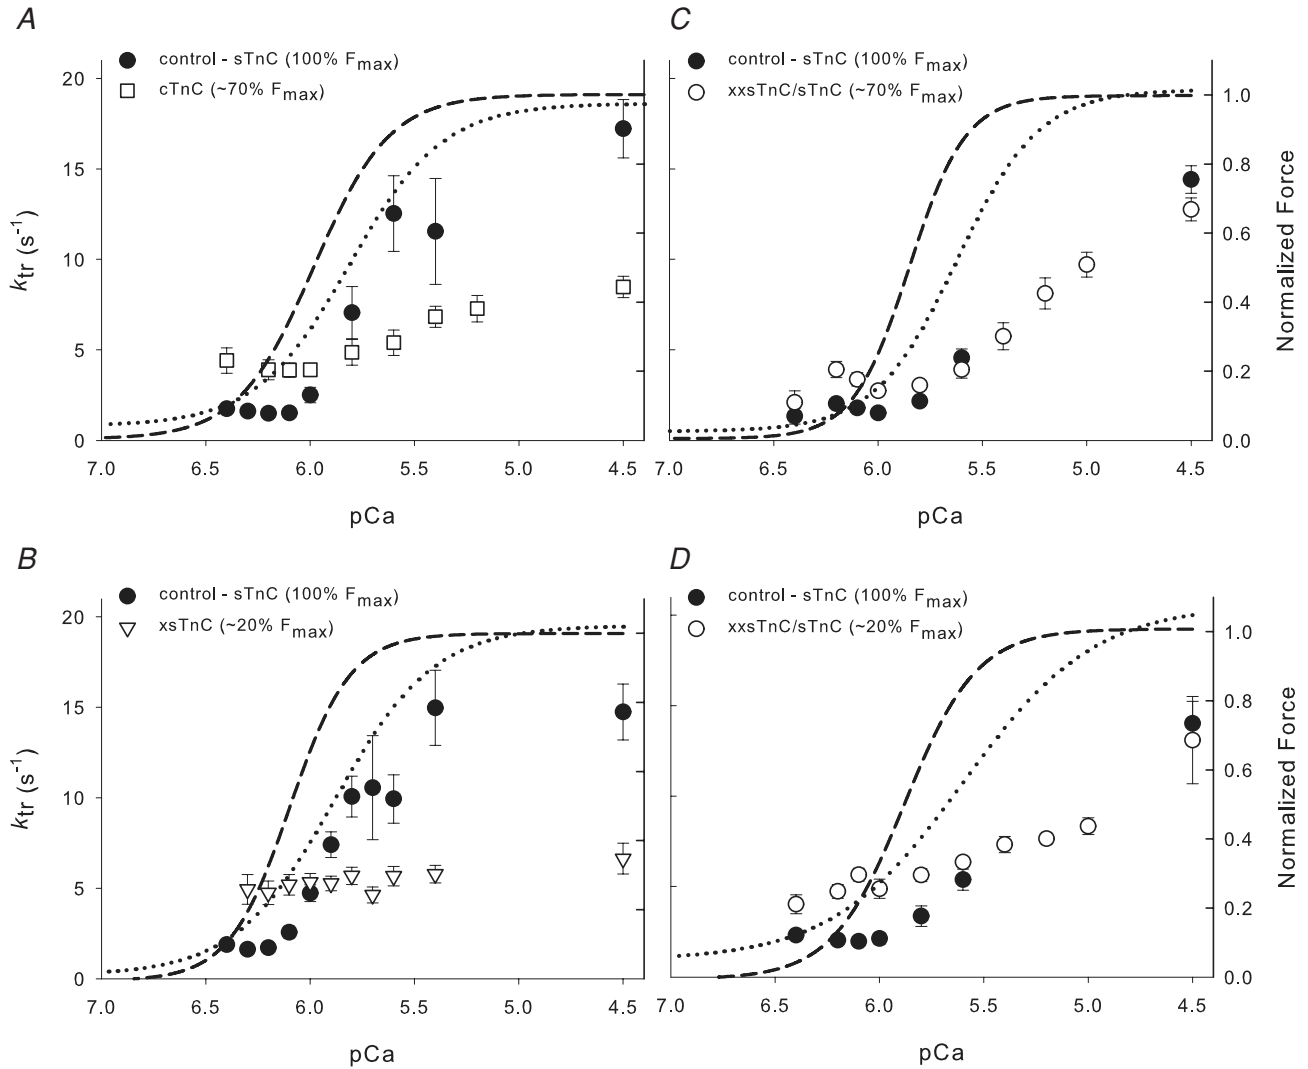 A
control - sTnC (100% Fmax)
cTnC (~70% Fmax)
20
15
10
5
0
ktr (s-1)
7.0 6.5 6.0 5.5 5.0 4.5
pCa
C
control - sTnC (100% Fmax)
xxsTnC/sTnC (~70% Fmax)
1.0
0.8
0.6
0.4
0.2
0.0
Normalized Force
7.0 6.5 6.0 5.5 5.0 4.5
pCa
B
control - sTnC (100% Fmax)
xsTnC (~20% Fmax)
20
15
10
5
0
ktr (s-1)
7.0 6.5 6.0 5.5 5.0 4.5
pCa
D
control - sTnC (100% Fmax)
xxsTnC/sTnC (~20% Fmax)
1.0
0.8
0.6
0.4
0.2
0.0
Normalized Force
7.0 6.5 6.0 5.5 5.0 4.5
pCa